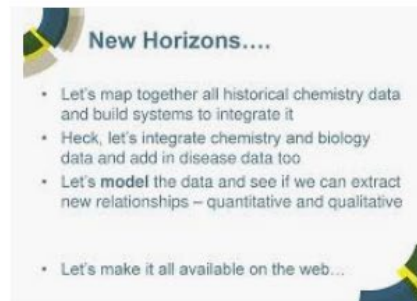 New Horizons....
• Let's map together all historical chemistry data
and build systems to integrate it
• Heck, let's integrate chemistry and biology
data and add in disease data too
• Let's model the data and see if we can extract
new relationships – quantitative and qualitative
• Let's make it all available on the web...